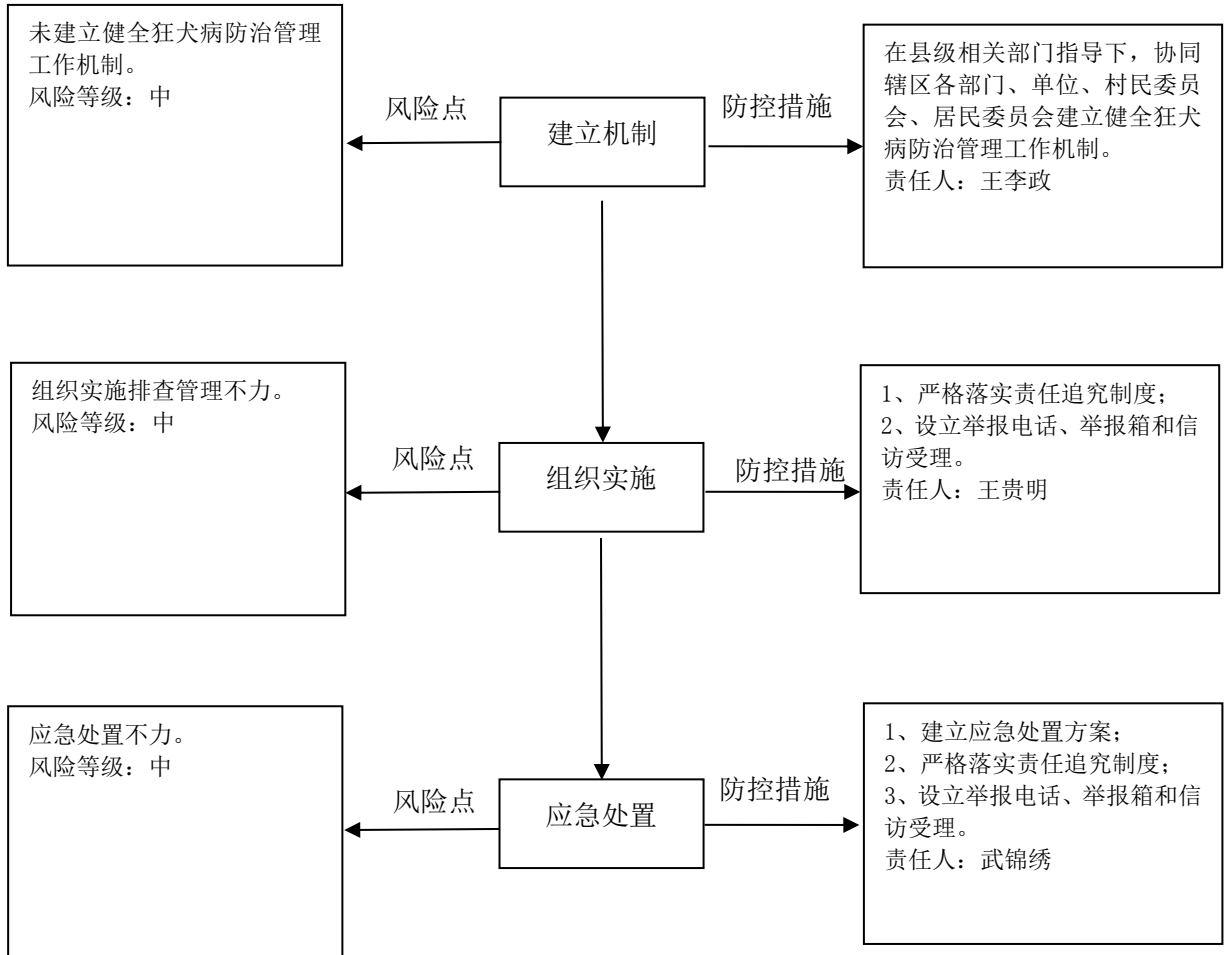 未建立健全狂犬病防治管理
工作机制。
风险等级：中
风险点
建立机制
防控措施
在县级相关部门指导下，协同
辖区各部门、单位、村民委员
会、居民委员会建立健全狂犬
病防治管理工作机制。
责任人：王李政
组织实施排查管理不力。
风险等级：中
风险点
组织实施
防控措施
1、严格落实责任追究制度；
2、设立举报电话、举报箱和信
访受理。
责任人：王贵明
应急处置不力。
风险等级：中
风险点
应急处置
防控措施
1、建立应急处置方案；
2、严格落实责任追究制度；
3、设立举报电话、举报箱和信
访受理。
责任人：武锦绣